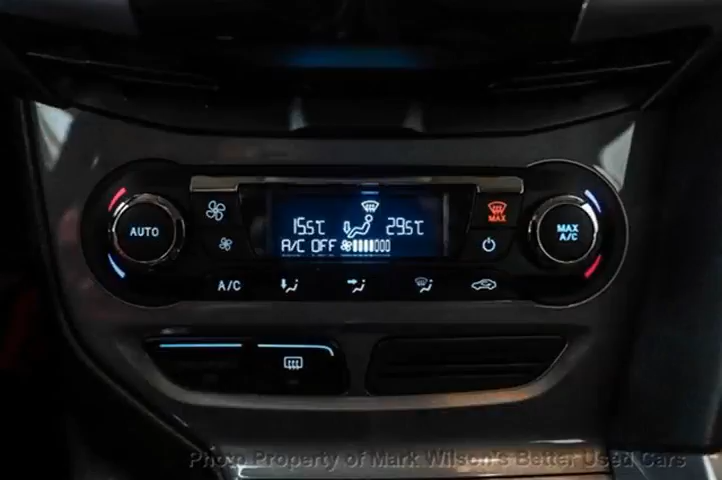 AUTO
15.5°C 29.5°C
A/C OFF
MAX
MAX
A/C
A/C
Photo Property of Mark Wilson's Better Used Cars